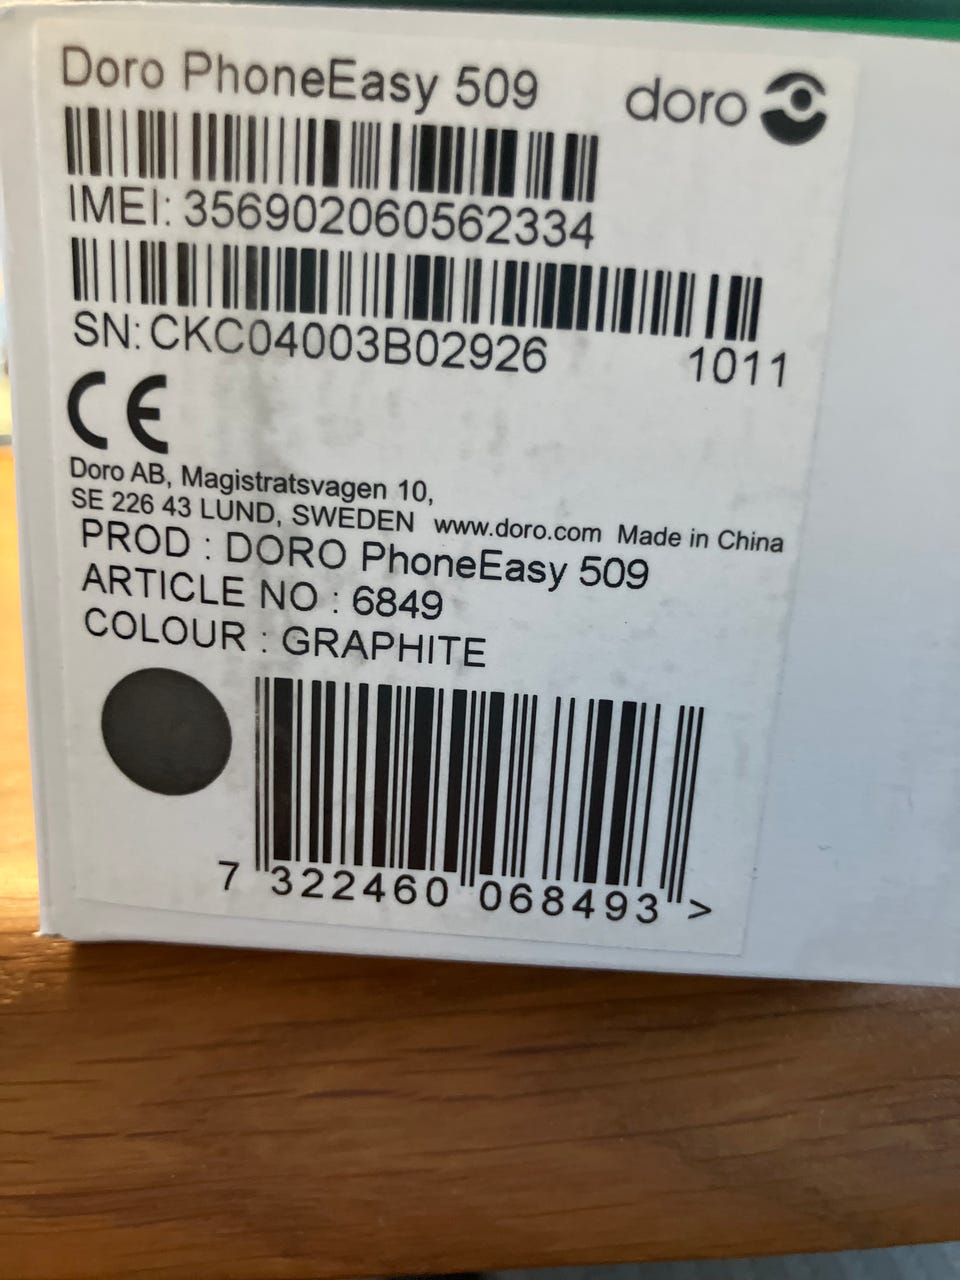 Doro PhoneEasy 509
doro
IMEI: 356902060562334
SN: CKC04003B02926 1011
CE
Doro AB, Magistratsvagen 10,
SE 226 43 LUND, SWEDEN www.doro.com Made in China
PROD : DORO PhoneEasy 509
ARTICLE NO : 6849
COLOUR : GRAPHITE
7 322460 068493 >